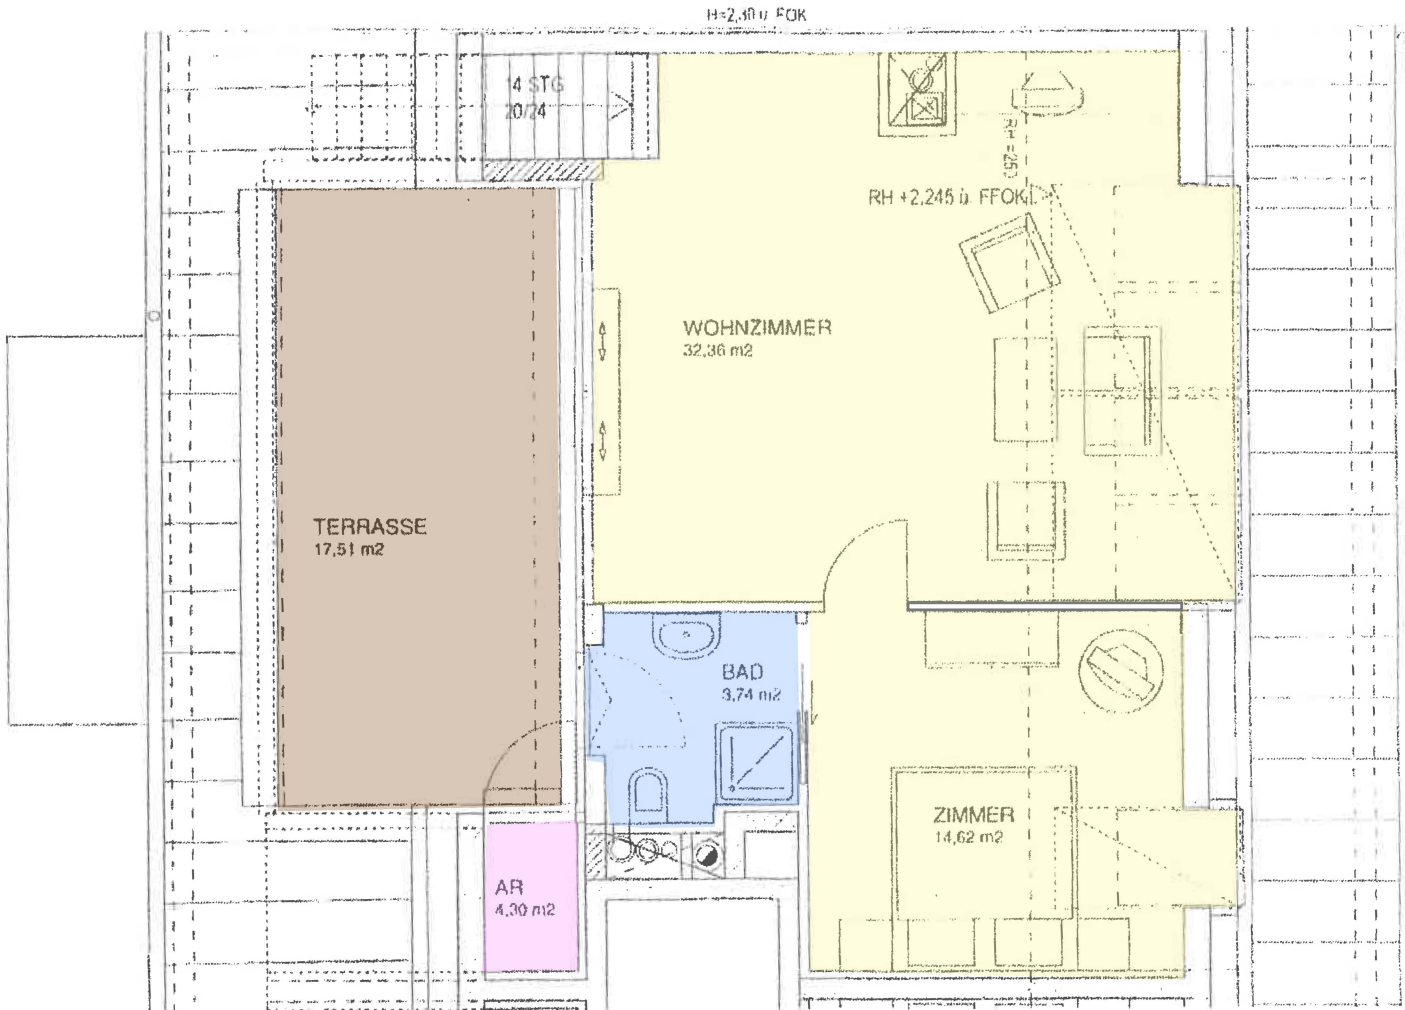 H=2,30 ü. FOK
4 STG
20/24
RH +2,245 ü. FFOK
WOHNZIMMER
32,36 m2
TERRASSE
17,51 m2
BAD
3,74 m2
ZIMMER
14,62 m2
AR
4,30 m2